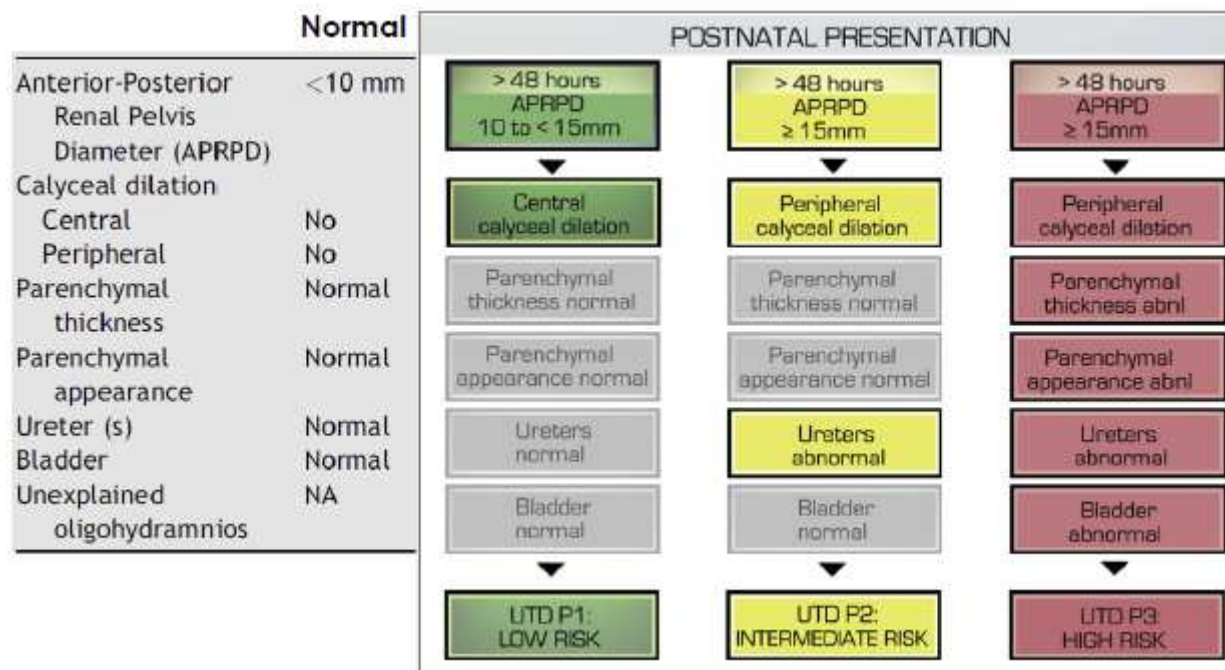 Normal
Anterior-Posterior <10 mm
Renal Pelvis
Diameter (APRPD)
Calyceal dilation
Central No
Peripheral No
Parenchymal Normal
thickness
Parenchymal Normal
appearance
Ureter (s) Normal
Bladder Normal
Unexplained NA
oligohydramnios
POSTNATAL PRESENTATION
> 48 hours
APRPD
10 to < 15mm
Central
calyceal dilation
Parenchymal
thickness normal
Parenchymal
appearance normal
Ureters
normal
Bladder
normal
UTD P1:
LOW RISK
> 48 hours
APRPD
≥ 15mm
Peripheral
calyceal dilation
Parenchymal
thickness normal
Parenchymal
appearance normal
Ureters
abnormal
Bladder
normal
UTD P2:
INTERMEDIATE RISK
> 48 hours
APRPD
≥ 15mm
Peripheral
calyceal dilation
Parenchymal
thickness abnl
Parenchymal
appearance abnl
Ureters
abnormal
Bladder
abnormal
UTD P3:
HIGH RISK